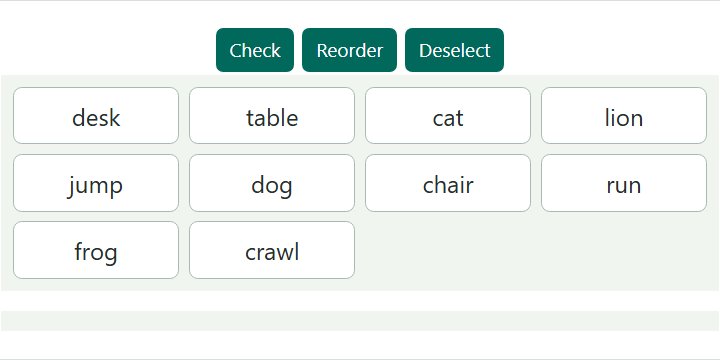 Check Reorder Deselect
desk table cat lion
jump dog chair run
frog crawl